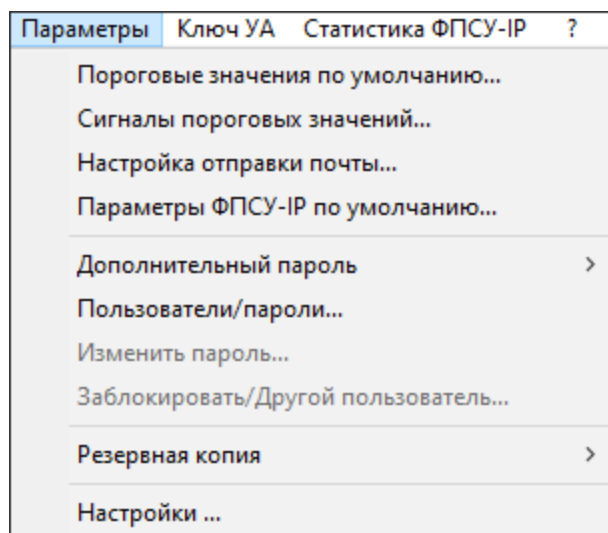 Параметры Ключ УА Статистика ФПСУ-IP ?
Пороговые значения по умолчанию...
Сигналы пороговых значений...
Настройка отправки почты...
Параметры ФПСУ-IP по умолчанию...
Дополнительный пароль >
Пользователи/пароли...
Изменить пароль...
Заблокировать/Другой пользователь...
Резервная копия >
Настройки ...